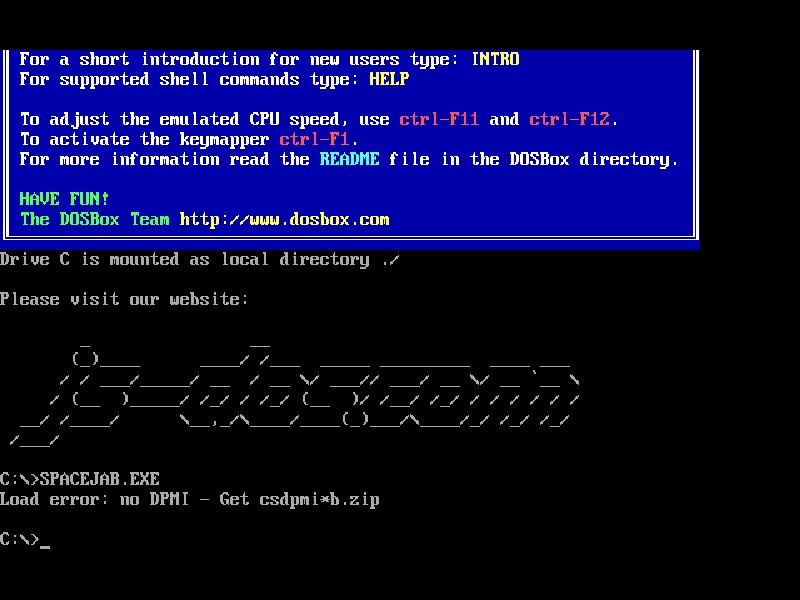 For a short introduction for new users type: INTRO
For supported shell commands type: HELP
To adjust the emulated CPU speed, use ctrl-F11 and ctrl-F12.
To activate the keymapper ctrl-F1.
For more information read the README file in the DOSBox directory.
HAVE FUN!
The DOSBox Team http://www.dosbox.com
Drive C is mounted as local directory ./
Please visit our website:
js-dos.com
C:\>SPACEJAB.EXE
Load error: no DPMI - Get csdpmi*b.zip
C:\>_